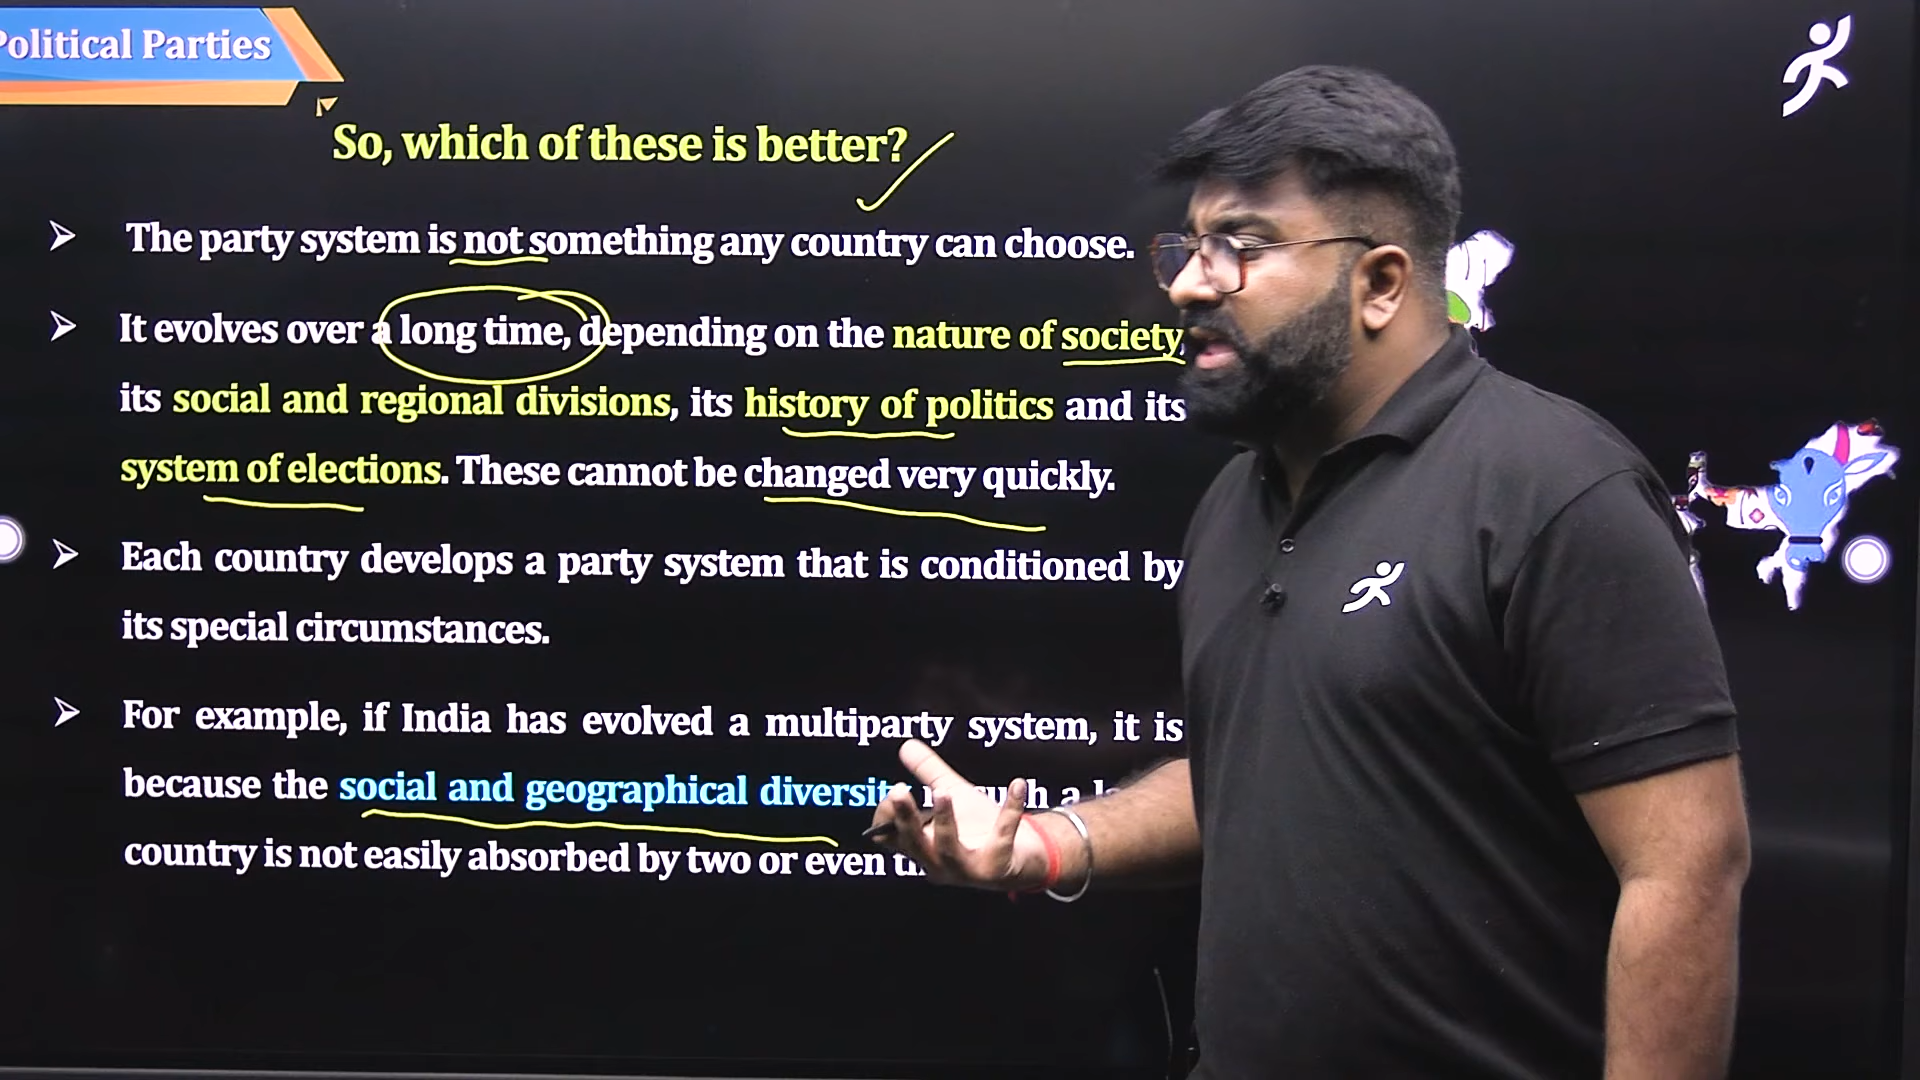 Political Parties
So, which of these is better?
The party system is not something any country can choose.
It evolves over a long time, depending on the nature of society,
its social and regional divisions, its history of politics and its
system of elections. These cannot be changed very quickly.
Each country develops a party system that is conditioned by
its special circumstances.
For example, if India has evolved a multiparty system, it is
because the social and geographical diversity a
country is not easily absorbed by two or even